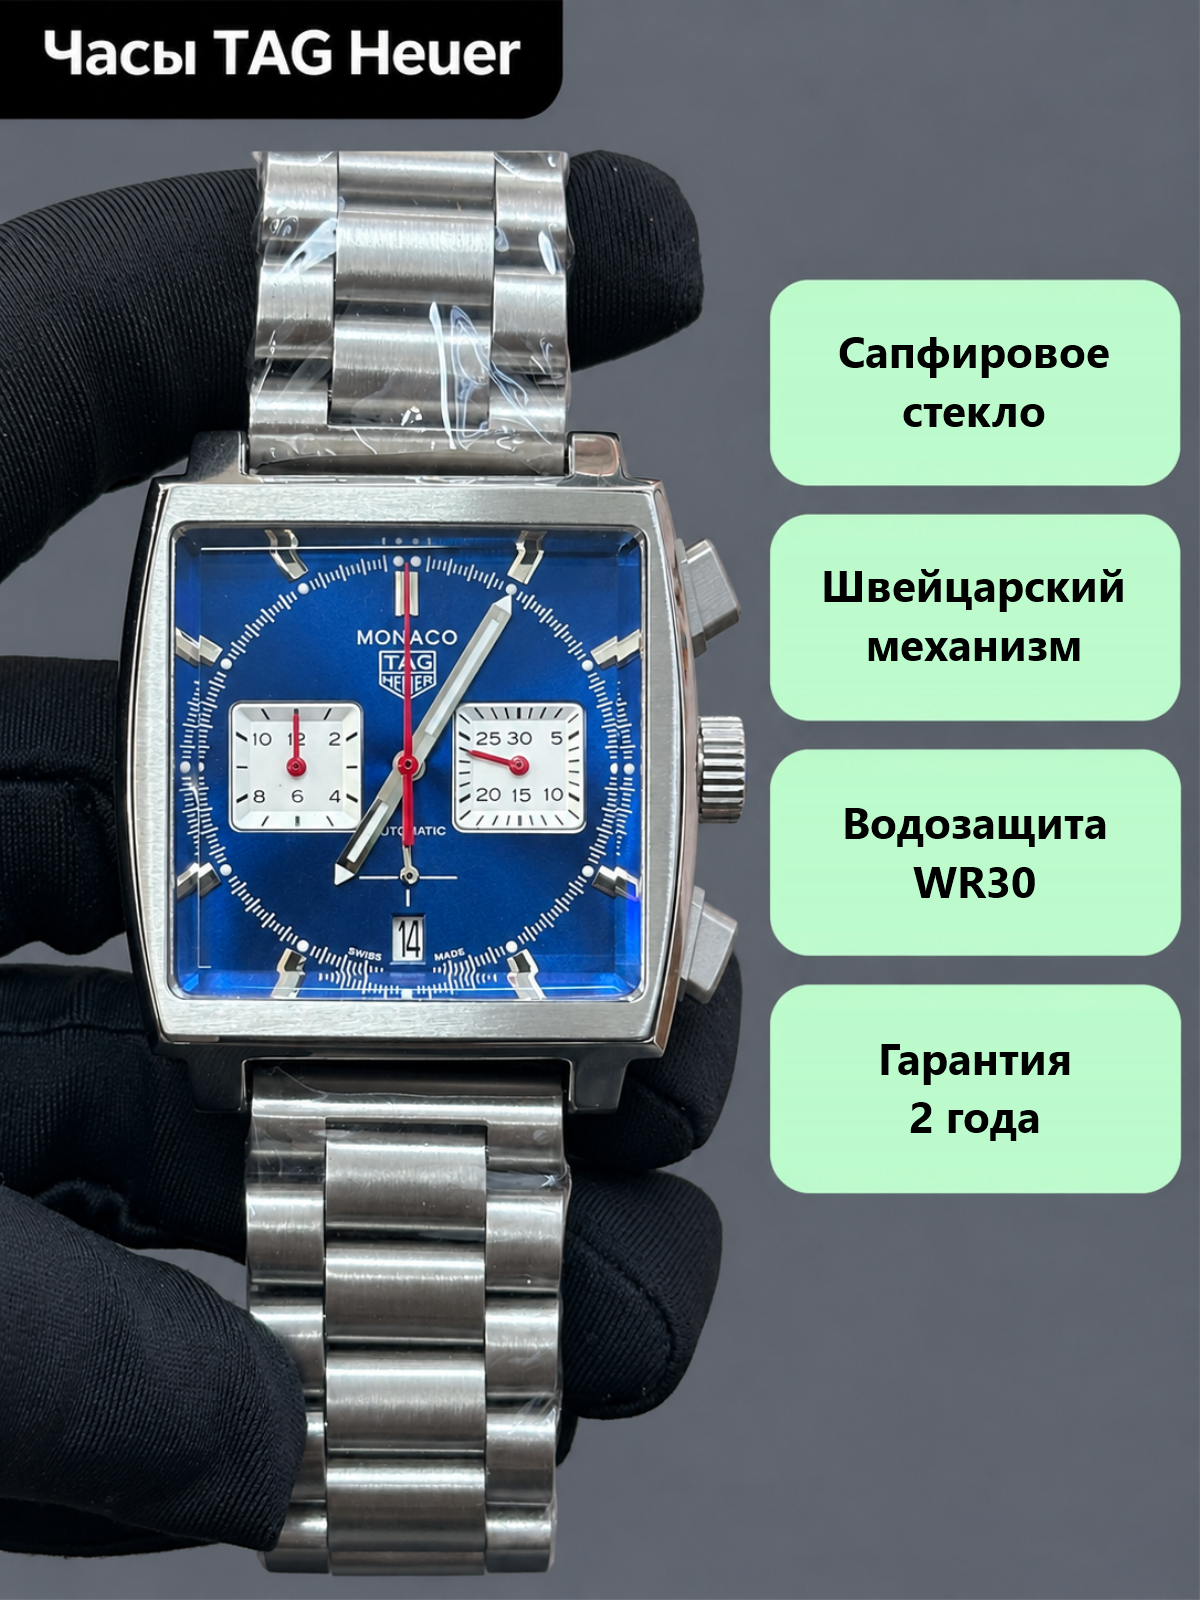 Часы TAG Heuer
Сапфировое
стекло
Швейцарский
механизм
Водозащита
WR30
Гарантия
2 года
MONACO
TAG
HEUER
10 12 2
8 6 4
25 30 5
20 15 10
AUTOMATIC
14
SWISS MADE